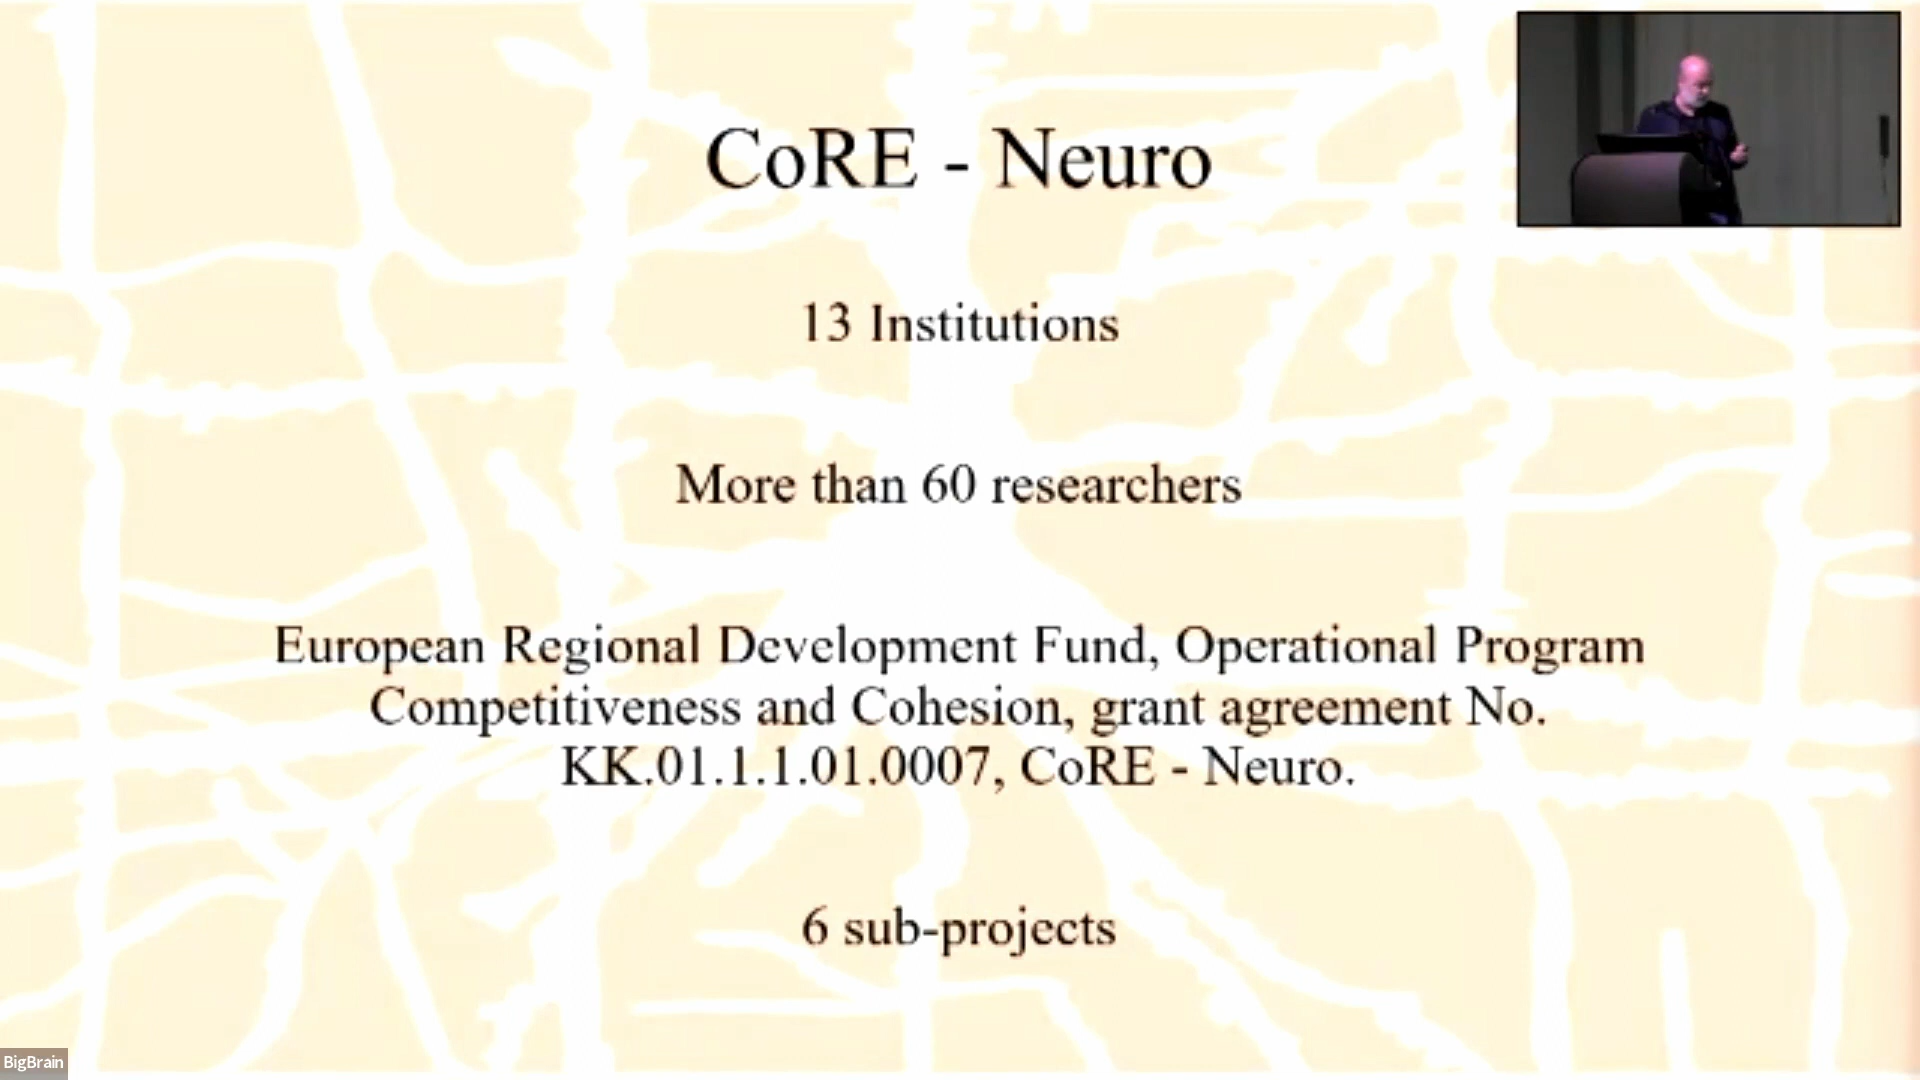 CoRE - Neuro
13 Institutions
More than 60 researchers
European Regional Development Fund, Operational Program
Competitiveness and Cohesion, grant agreement No.
KK.01.1.1.01.0007, CoRE - Neuro.
6 sub-projects
BigBrain